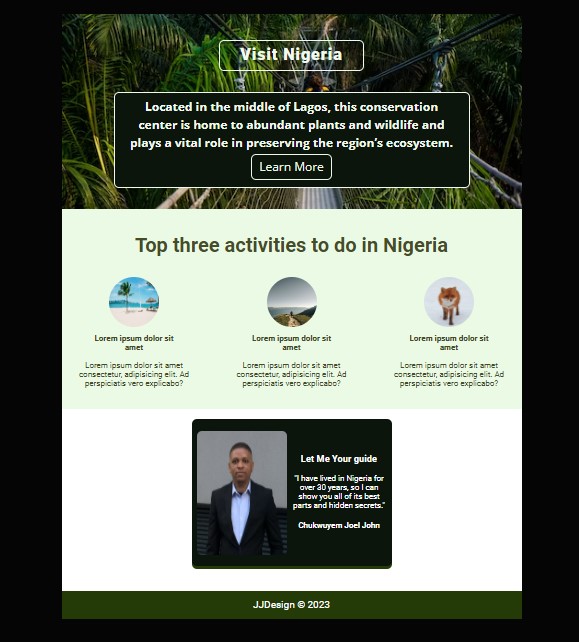 Visit Nigeria
Located in the middle of Lagos, this conservation
center is home to abundant plants and wildlife and
plays a vital role in preserving the region's ecosystem.
Learn More
Top three activities to do in Nigeria
Lorem ipsum dolor sit
amet
Lorem ipsum dolor sit amet
consectetur, adipisicing elit. Ad
perspiciatis vero explicabo?
Lorem ipsum dolor sit
amet
Lorem ipsum dolor sit amet
consectetur, adipisicing elit. Ad
perspiciatis vero explicabo?
Lorem ipsum dolor sit
amet
Lorem ipsum dolor sit amet
consectetur, adipisicing elit. Ad
perspiciatis vero explicabo?
Let Me Your guide
"I have lived in Nigeria for
over 30 years, so I can
show you all of its best
parts and hidden secrets."
Chukwuyem Joel John
JJDesign © 2023